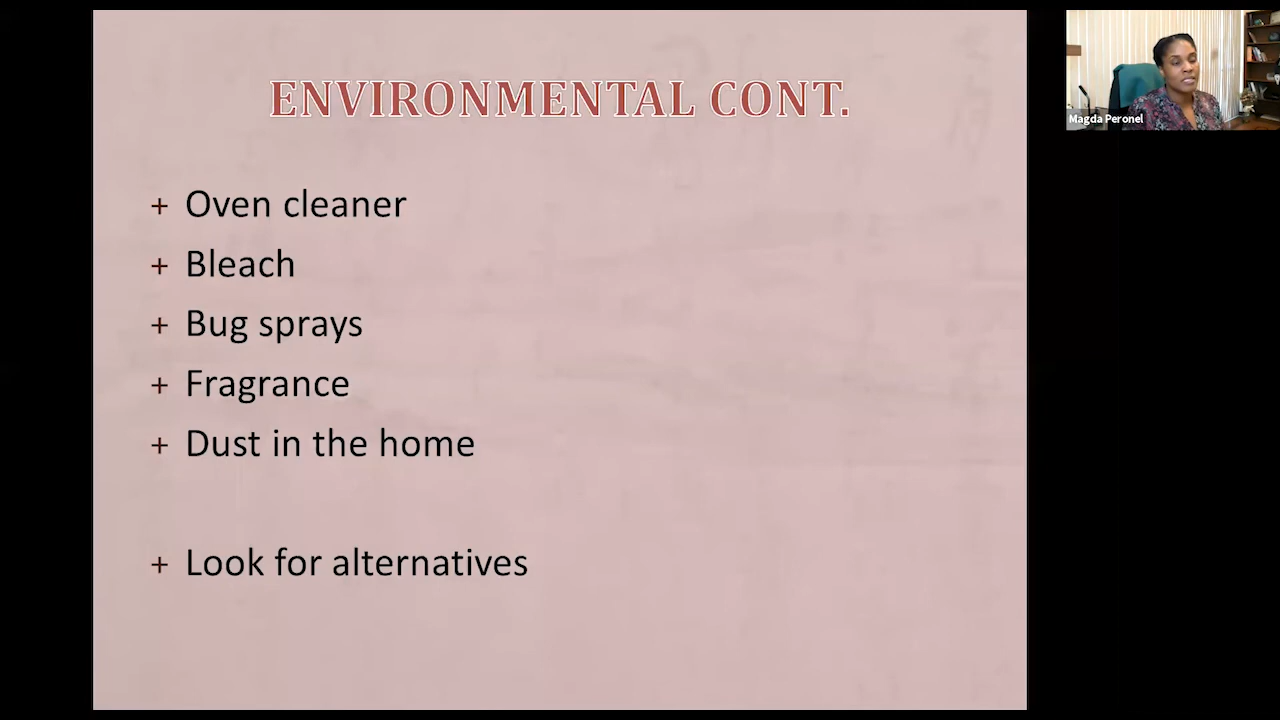 ENVIRONMENTAL CONT.
+ Oven cleaner
+ Bleach
+ Bug sprays
+ Fragrance
+ Dust in the home
+ Look for alternatives
Magda Peronel